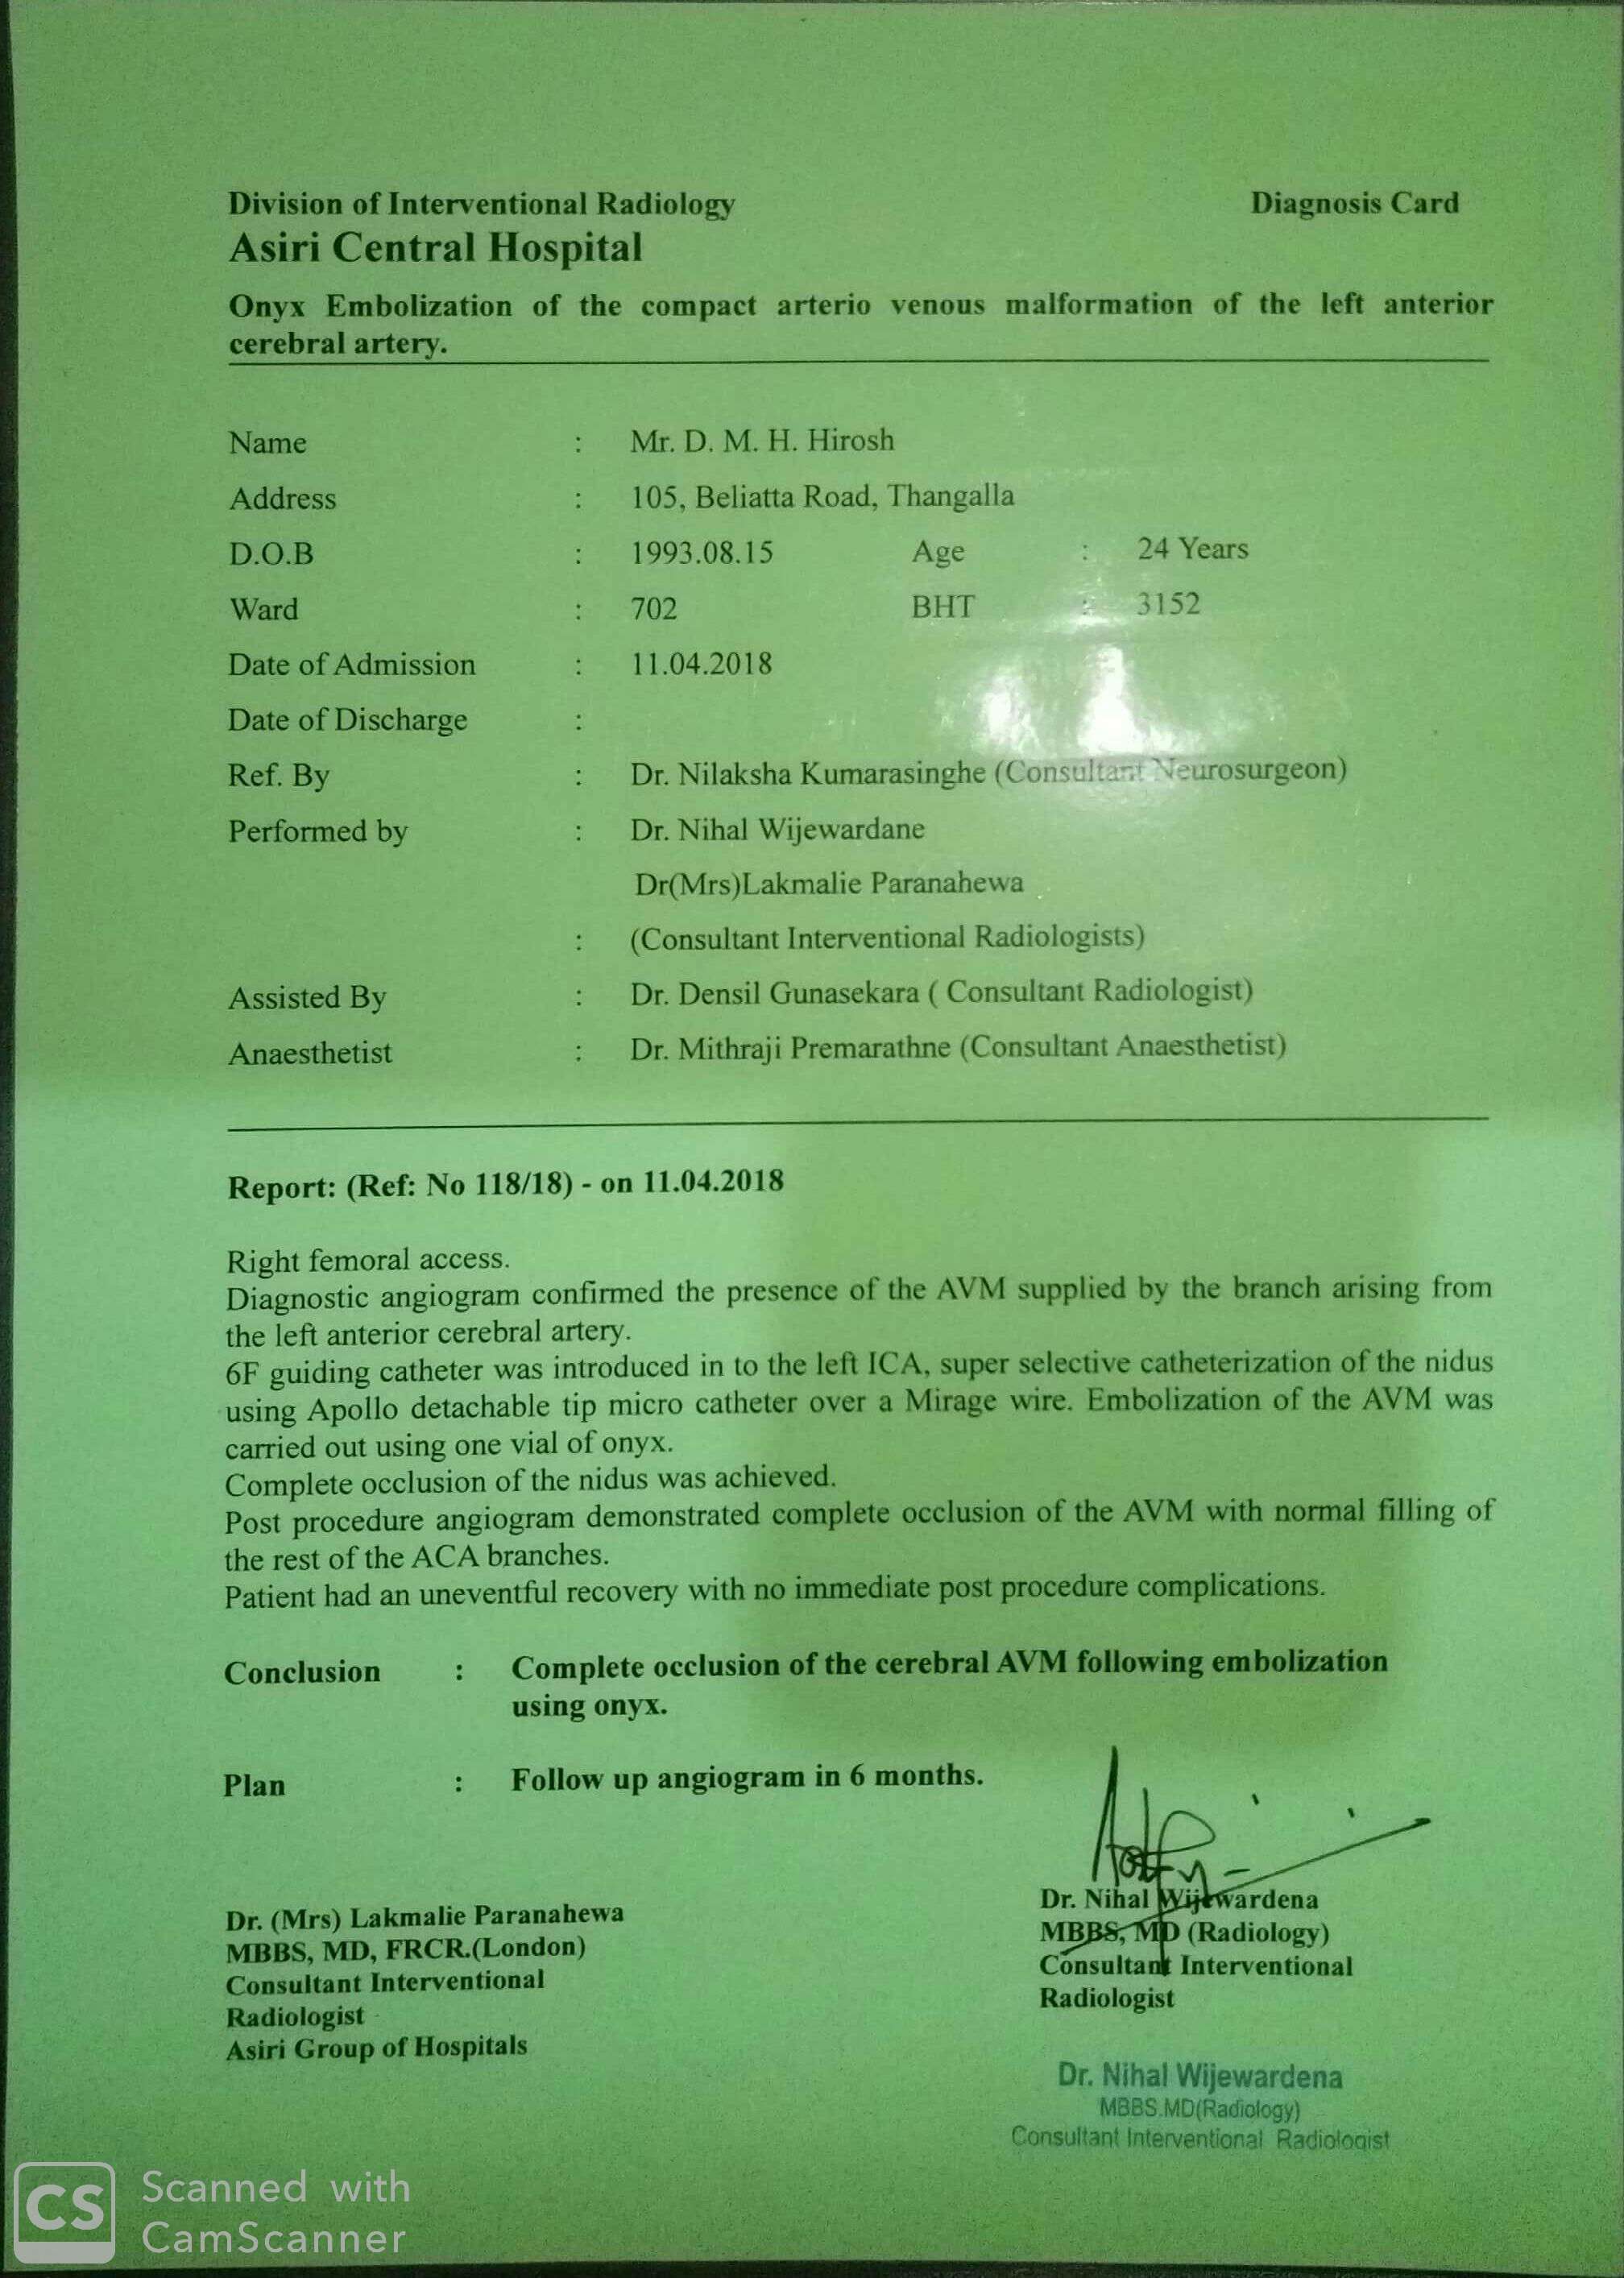 Division of Interventional Radiology Diagnosis Card
Asiri Central Hospital
Onyx Embolization of the compact arterio venous malformation of the left anterior
cerebral artery.
Name : Mr. D. M. H. Hirosh
Address : 105, Beliatta Road, Thangalla
D.O.B : 1993.08.15 Age : 24 Years
Ward : 702 BHT : 3152
Date of Admission : 11.04.2018
Date of Discharge :
Ref. By : Dr. Nilaksha Kumarasinghe (Consultant Neurosurgeon)
Performed by : Dr. Nihal Wijewardane
Dr(Mrs)Lakmalie Paranahewa
: (Consultant Interventional Radiologists)
Assisted By : Dr. Densil Gunasekara ( Consultant Radiologist)
Anaesthetist : Dr. Mithraji Premarathne (Consultant Anaesthetist)
Report: (Ref: No 118/18) - on 11.04.2018
Right femoral access.
Diagnostic angiogram confirmed the presence of the AVM supplied by the branch arising from
the left anterior cerebral artery.
6F guiding catheter was introduced in to the left ICA, super selective catheterization of the nidus
using Apollo detachable tip micro catheter over a Mirage wire. Embolization of the AVM was
carried out using one vial of onyx.
Complete occlusion of the nidus was achieved.
Post procedure angiogram demonstrated complete occlusion of the AVM with normal filling of
the rest of the ACA branches.
Patient had an uneventful recovery with no immediate post procedure complications.
Conclusion : Complete occlusion of the cerebral AVM following embolization
using onyx.
Plan : Follow up angiogram in 6 months.
Dr. (Mrs) Lakmalie Paranahewa
MBBS, MD, FRCR.(London)
Consultant Interventional
Radiologist
Asiri Group of Hospitals
Dr. Nihal Wijewardena
MBBS, MD (Radiology)
Consultant Interventional
Radiologist
Dr. Nihal Wijewardena
MBBS.MD(Radiology)
Consultant Interventional Radiologist
CS Scanned with
CamScanner